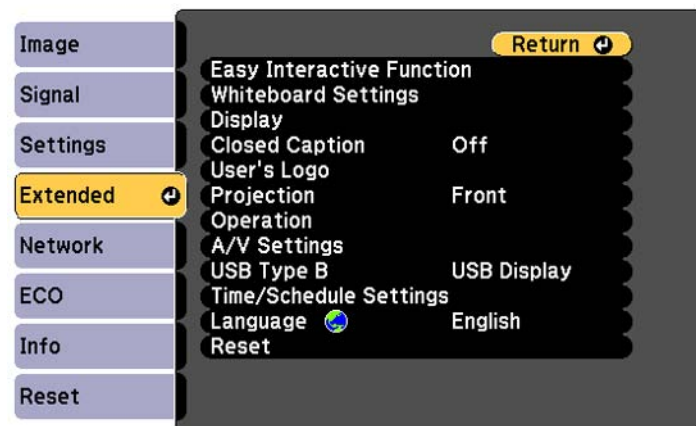 Image
Signal
Settings
Extended
Network
ECO
Info
Reset
Return
Easy Interactive Function
Whiteboard Settings
Display
Closed Caption Off
User's Logo
Projection Front
Operation
A/V Settings
USB Type B USB Display
Time/Schedule Settings
Language English
Reset